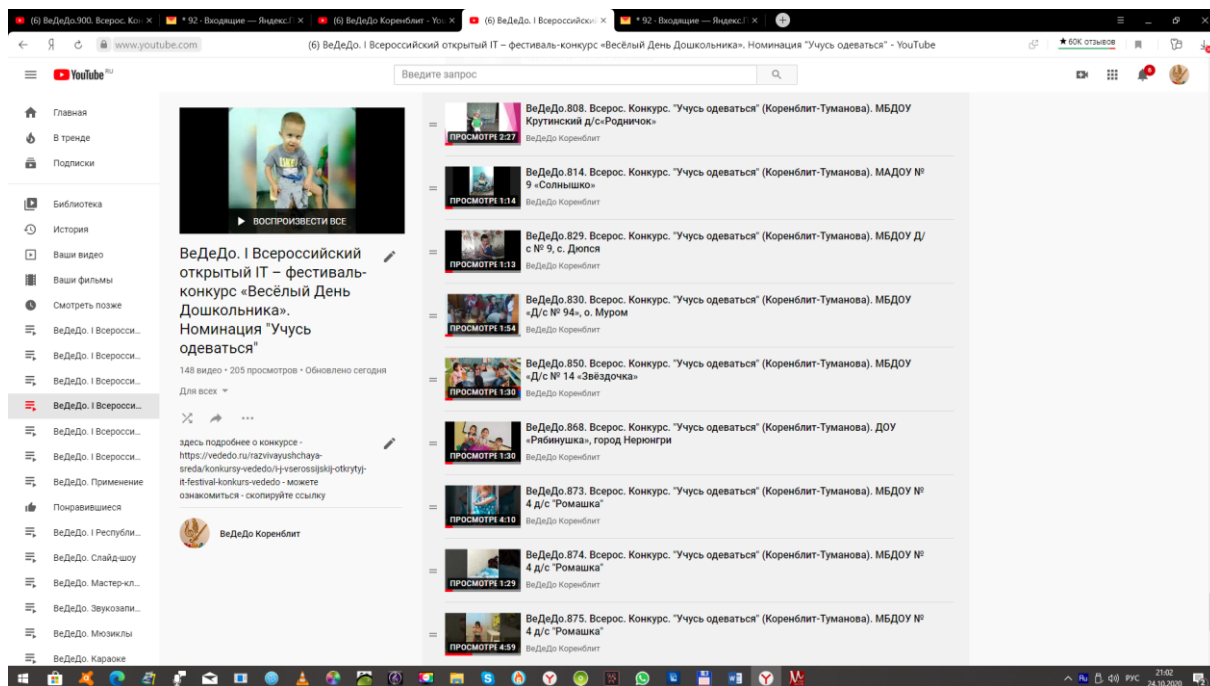 (6) ВеДеДо.900. Всерос. Кон
* 92 - Входящие — Яндекс.П
(6) ВеДеДо Коренблит - You
(6) ВеДеДо. I Всероссийский
* 92 - Входящие — Яндекс.П
www.youtube.com
(6) ВеДеДо. I Всероссийский открытый IT – фестиваль-конкурс «Весёлый День Дошкольника». Номинация "Учусь одеваться" - YouTube
★ 60K отзывов
YouTube RU
Введите запрос
6
Главная
В тренде
Подписки
Библиотека
История
Ваши видео
Ваши фильмы
Смотреть позже
ВеДеДо. I Всеросси...
ВеДеДо. I Всеросси...
ВеДеДо. I Всеросси...
ВеДеДо. I Всеросси...
ВеДеДо. I Всеросси...
ВеДеДо. I Всеросси...
ВеДеДо. Применение
Понравившиеся
ВеДеДо. I Республи...
ВеДеДо. Слайд-шоу
ВеДеДо. Мастер-кл...
ВеДеДо. Звукозапи...
ВеДеДо. Мюзиклы
ВеДеДо. Караоке
ВОСПРОИЗВЕСТИ ВСЕ
ВеДеДо. I Всероссийский
открытый IT – фестиваль-
конкурс «Весёлый День
Дошкольника».
Номинация "Учусь
одеваться"
148 видео • 205 просмотров • Обновлено сегодня
Для всех
здесь подробнее о конкурсе -
https://vededo.ru/razvivayushchaya-
sreda/konkursy-vededo/i-j-vserossijskij-otkrytyj-
it-festival-konkurs-vededo - можете
ознакомиться - скопируйте ссылку
ВеДеДо Коренблит
ПРОСМОТРЕ 2:27
ВеДеДо.808. Всерос. Конкурс. "Учусь одеваться" (Коренблит-Туманова). МБДОУ
Крутинский д/с«Родничок»
ВеДеДо Коренблит
ПРОСМОТРЕ 1:14
ВеДеДо.814. Всерос. Конкурс. "Учусь одеваться" (Коренблит-Туманова). МАДОУ №
9 «Солнышко»
ВеДеДо Коренблит
ПРОСМОТРЕ 1:13
ВеДеДо.829. Всерос. Конкурс. "Учусь одеваться" (Коренблит-Туманова). МБДОУ Д/
с № 9, с. Дюпся
ВеДеДо Коренблит
ПРОСМОТРЕ 1:54
ВеДеДо.830. Всерос. Конкурс. "Учусь одеваться" (Коренблит-Туманова). МБДОУ
«Д/с № 94», о. Муром
ВеДеДо Коренблит
ПРОСМОТРЕ 1:30
ВеДеДо.850. Всерос. Конкурс. "Учусь одеваться" (Коренблит-Туманова). МБДОУ
«Д/с № 14 «Звёздочка»
ВеДеДо Коренблит
ПРОСМОТРЕ 1:30
ВеДеДо.868. Всерос. Конкурс. "Учусь одеваться" (Коренблит-Туманова). ДОУ
«Рябинушка», город Нерюнгри
ВеДеДо Коренблит
ПРОСМОТРЕ 4:10
ВеДеДо.873. Всерос. Конкурс. "Учусь одеваться" (Коренблит-Туманова). МБДОУ №
4 д/с "Ромашка"
ВеДеДо Коренблит
ПРОСМОТРЕ 1:29
ВеДеДо.874. Всерос. Конкурс. "Учусь одеваться" (Коренблит-Туманова). МБДОУ №
4 д/с "Ромашка"
ВеДеДо Коренблит
ПРОСМОТРЕ 4:59
ВеДеДо.875. Всерос. Конкурс. "Учусь одеваться" (Коренблит-Туманова). МБДОУ №
4 д/с "Ромашка"
ВеДеДо Коренблит
Ru
РУС
21:02
24.10.2020